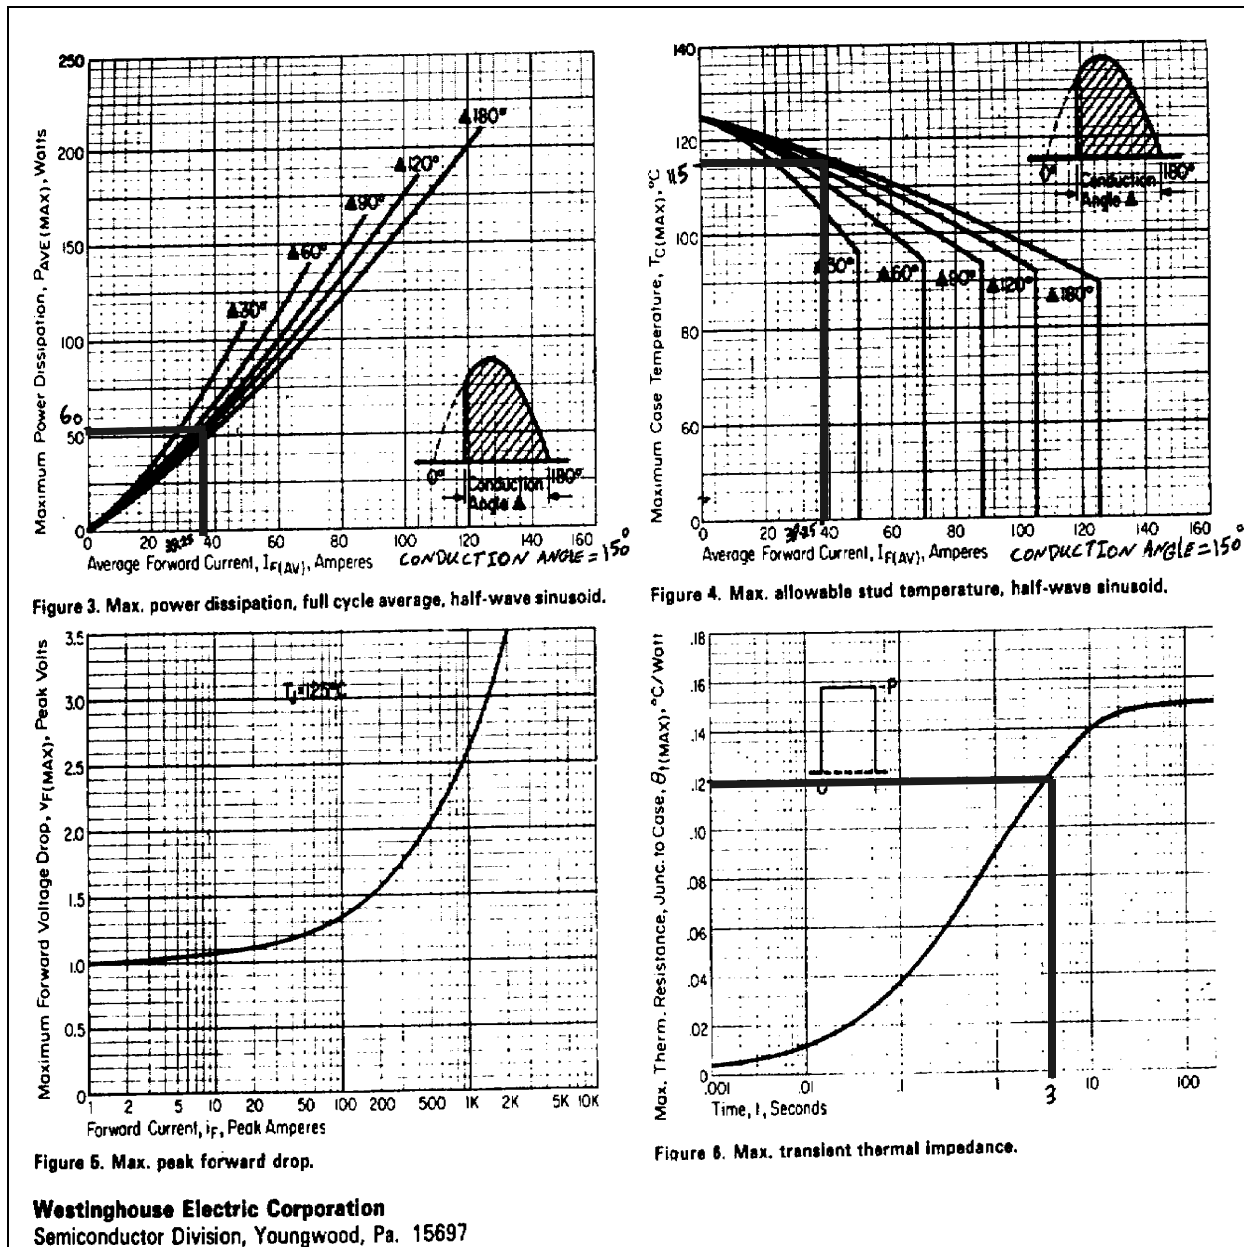 Maximum Power Dissipation, PAVE(MAX), Watts
250
200
150
100
60
50
0
▲180°
▲120°
▲90°
▲60°
▲30°
0°
Conduction
Angle ▲
180°
0 20 38.25 40 60 80 100 120 140 160
Average Forward Current, IF(AV), Amperes
CONDUCTION ANGLE = 150°
Figure 3. Max. power dissipation, full cycle average, half-wave sinusoid.
Maximum Case Temperature, TC(MAX), °C
140
120
115
100
80
60
0°
Conduction
Angle ▲
180°
▲30°
▲60°
▲90°
▲120°
▲180°
0 20 38.25 40 60 80 100 120 140 160
Average Forward Current, IF(AV), Amperes
CONDUCTION ANGLE = 150°
Figure 4. Max. allowable stud temperature, half-wave sinusoid.
Maximum Forward Voltage Drop, vF(MAX), Peak Volts
3.5
3.0
2.5
2.0
1.5
1.0
0.5
0
TJ=125°C
1 2 5 10 20 50 100 200 500 1K 2K 5K 10K
Forward Current, iF, Peak Amperes
Figure 5. Max. peak forward drop.
Max. Therm. Resistance, Junc. to Case, θt(MAX), °C/Watt
.18
.16
.14
.12
.10
.08
.06
.04
.02
0
P
0
.001 .01 .1 1 3 10 100
Time, t, Seconds
Figure 6. Max. transient thermal impedance.
Westinghouse Electric Corporation
Semiconductor Division, Youngwood, Pa. 15697